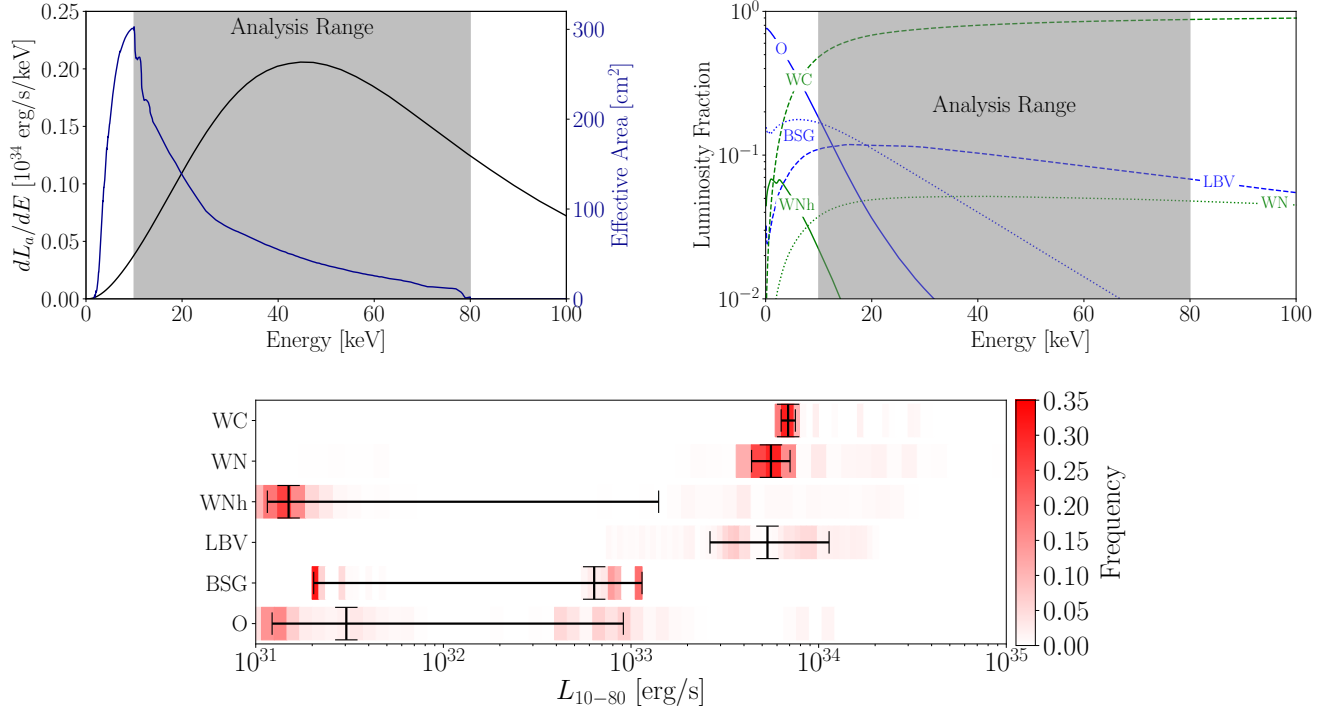 0.25
0.20
0.15
0.10
0.05
0.00
dL_a/dE [10^34 erg/s/keV]
Analysis Range
300
200
100
0
Effective Area [cm^2]
0 20 40 60 80 100
Energy [keV]
10^0
10^−1
10^−2
Luminosity Fraction
O
WC
BSG
WNh
Analysis Range
LBV
WN
0 20 40 60 80 100
Energy [keV]
WC
WN
WNh
LBV
BSG
O
10^31 10^32 10^33 10^34 10^35
L_10−80 [erg/s]
0.35
0.30
0.25
0.20
0.15
0.10
0.05
0.00
Frequency